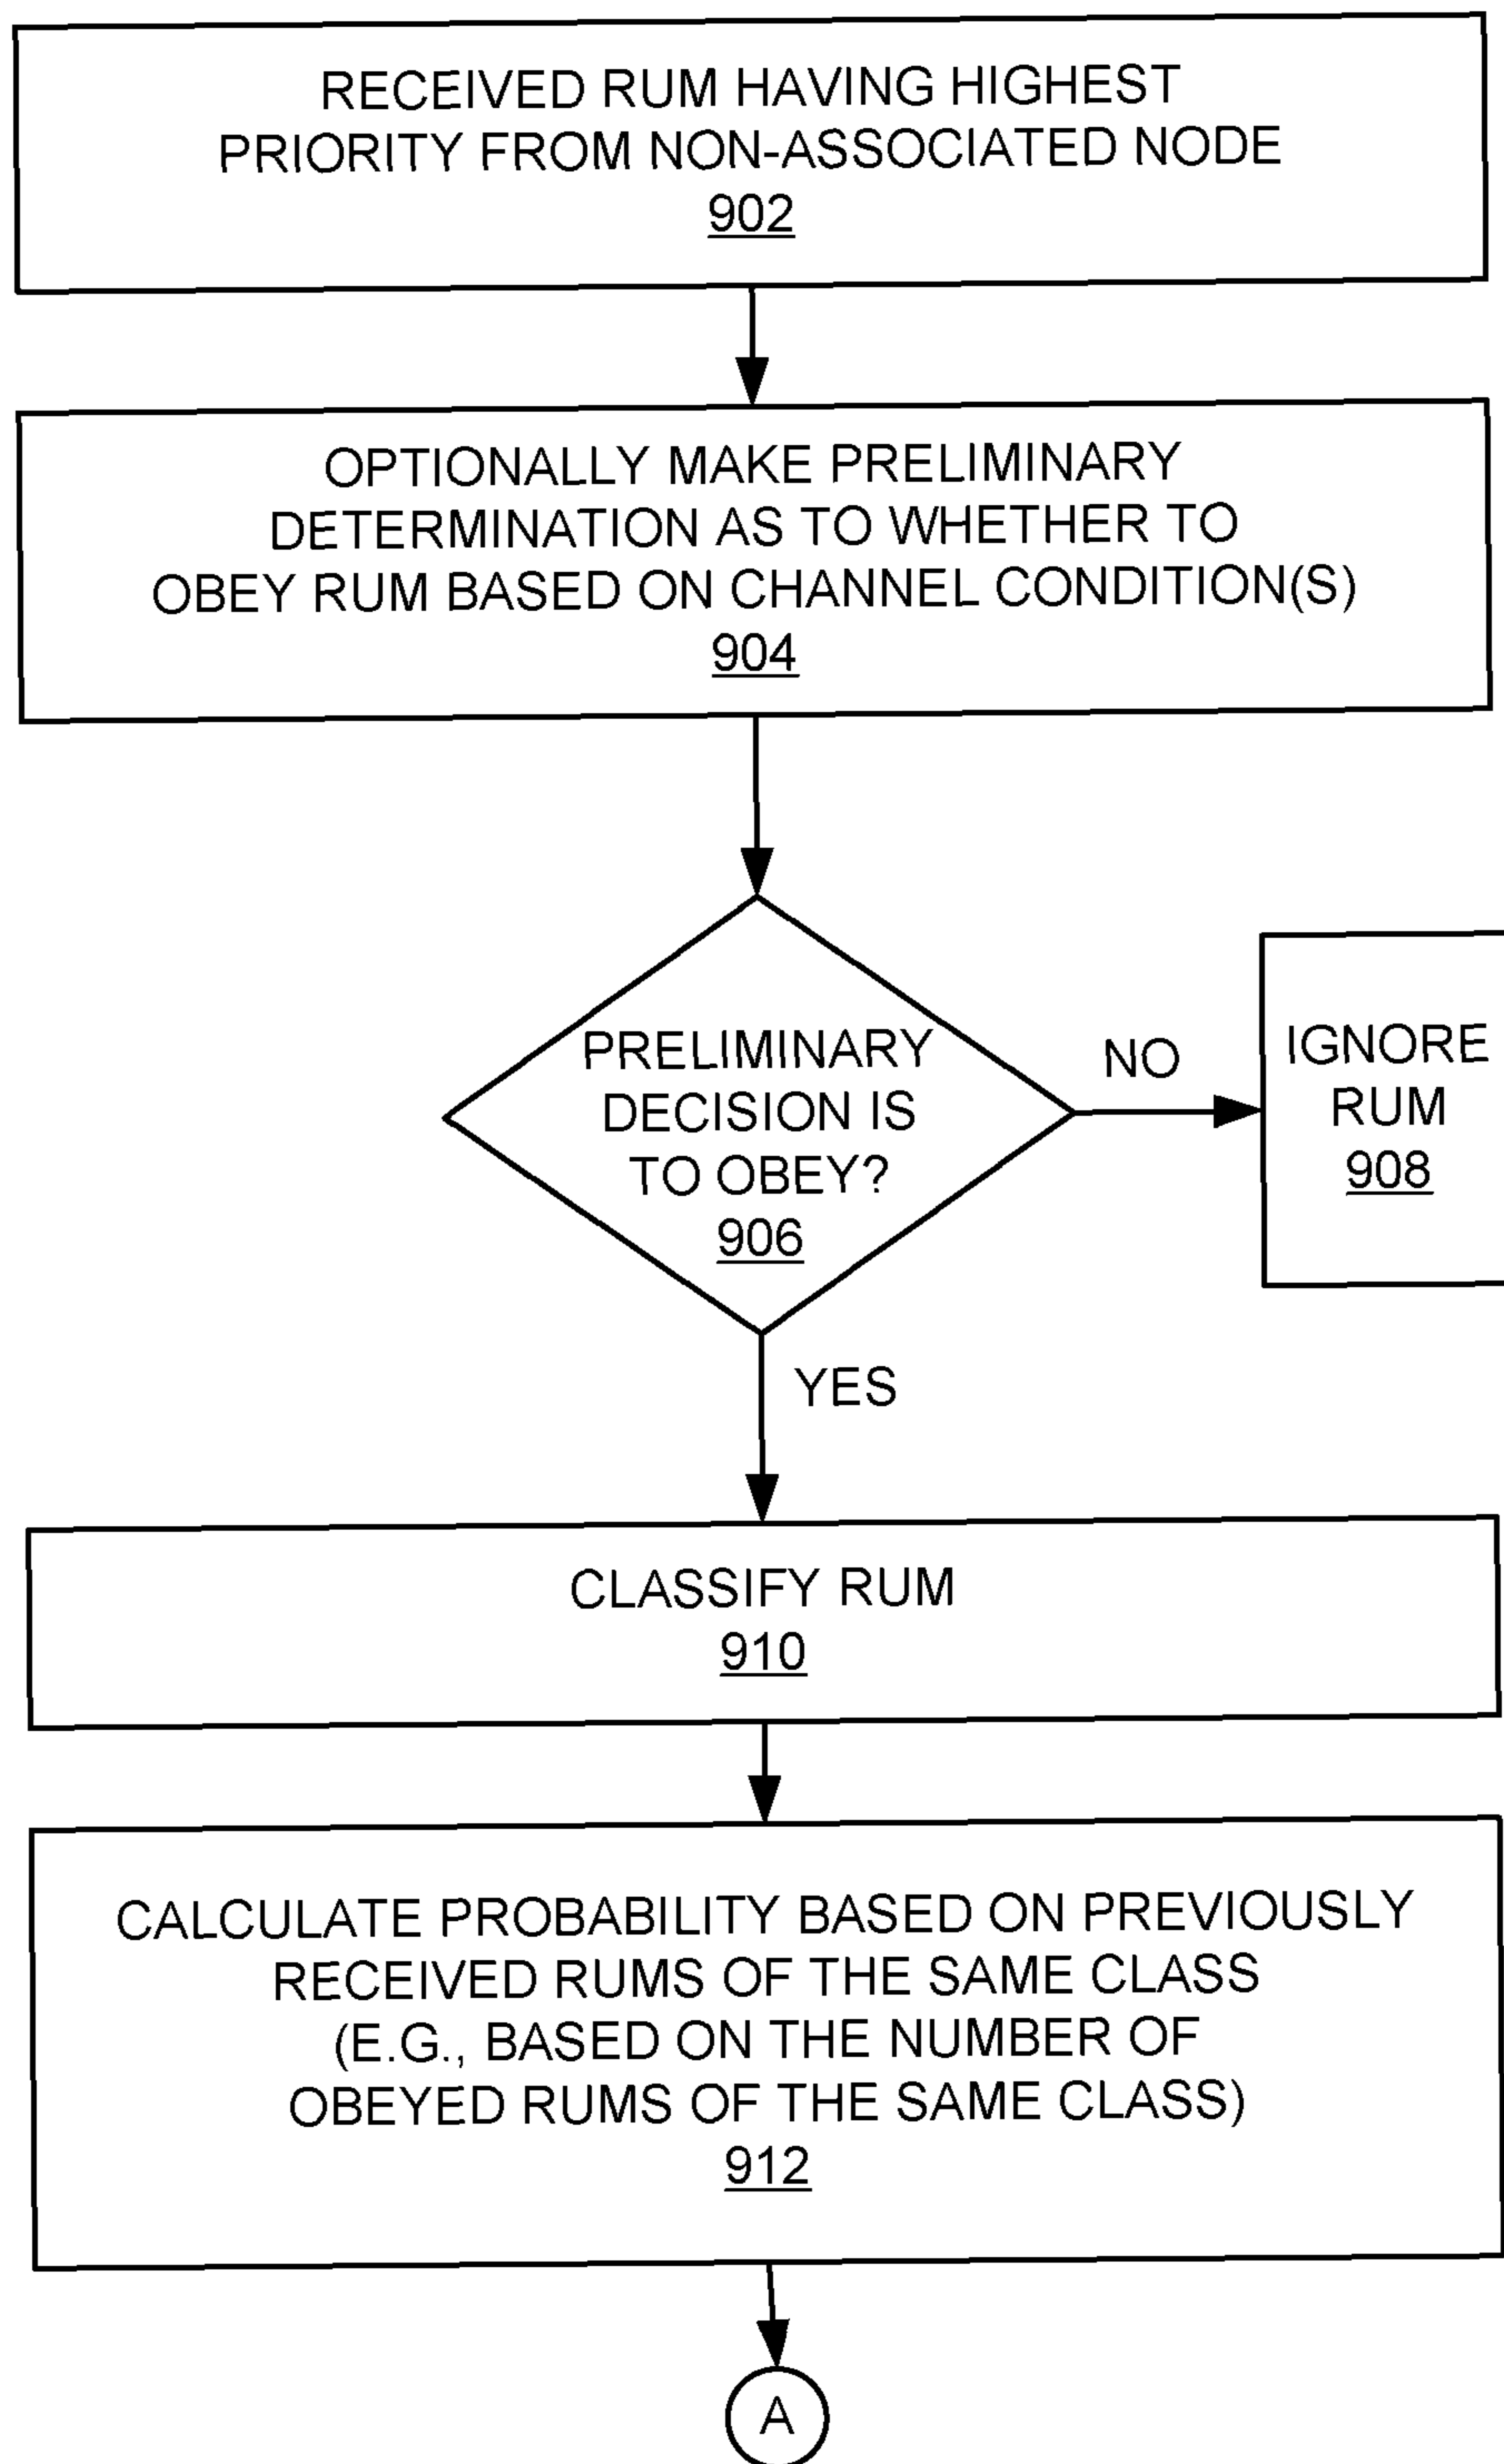 RECEIVED RUM HAVING HIGHEST
PRIORITY FROM NON-ASSOCIATED NODE
902
OPTIONALLY MAKE PRELIMINARY
DETERMINATION AS TO WHETHER TO
OBEY RUM BASED ON CHANNEL CONDITION(S)
904
PRELIMINARY
DECISION IS
TO OBEY?
906
NO
IGNORE
RUM
908
YES
CLASSIFY RUM
910
CALCULATE PROBABILITY BASED ON PREVIOUSLY
RECEIVED RUMS OF THE SAME CLASS
(E.G., BASED ON THE NUMBER OF
OBEYED RUMS OF THE SAME CLASS)
912
A